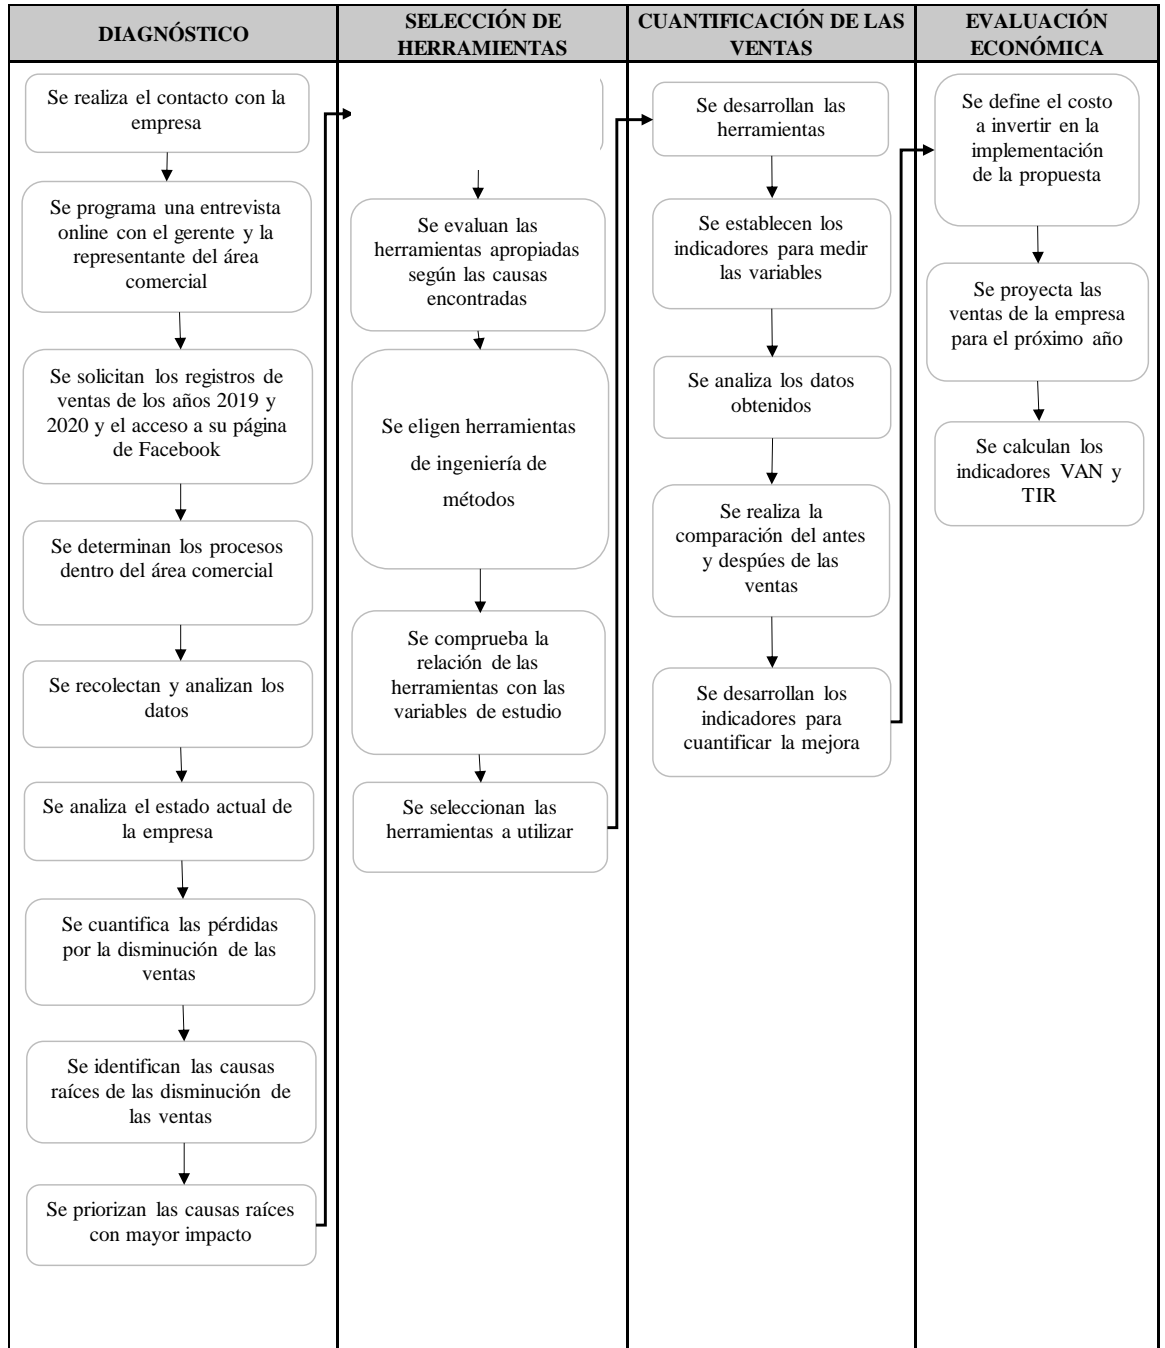 DIAGNÓSTICO
SELECCIÓN DE
HERRAMIENTAS
CUANTIFICACIÓN DE LAS
VENTAS
EVALUACIÓN
ECONÓMICA
Se realiza el contacto con la
empresa
Se programa una entrevista
online con el gerente y la
representante del área
comercial
Se solicitan los registros de
ventas de los años 2019 y
2020 y el acceso a su página
de Facebook
Se determinan los procesos
dentro del área comercial
Se recolectan y analizan los
datos
Se analiza el estado actual de
la empresa
Se cuantifica las pérdidas
por la disminución de las
ventas
Se identifican las causas
raíces de las disminución de
las ventas
Se priorizan las causas raíces
con mayor impacto
Se evaluan las
herramientas apropiadas
según las causas
encontradas
Se eligen herramientas
de ingeniería de
métodos
Se comprueba la
relación de las
herramientas con las
variables de estudio
Se seleccionan las
herramientas a utilizar
Se desarrollan las
herramientas
Se establecen los
indicadores para medir
las variables
Se analiza los datos
obtenidos
Se realiza la
comparación del antes
y despúes de las
ventas
Se desarrollan los
indicadores para
cuantificar la mejora
Se define el costo
a invertir en la
implementación
de la propuesta
Se proyecta las
ventas de la empresa
para el próximo año
Se calculan los
indicadores VAN y
TIR